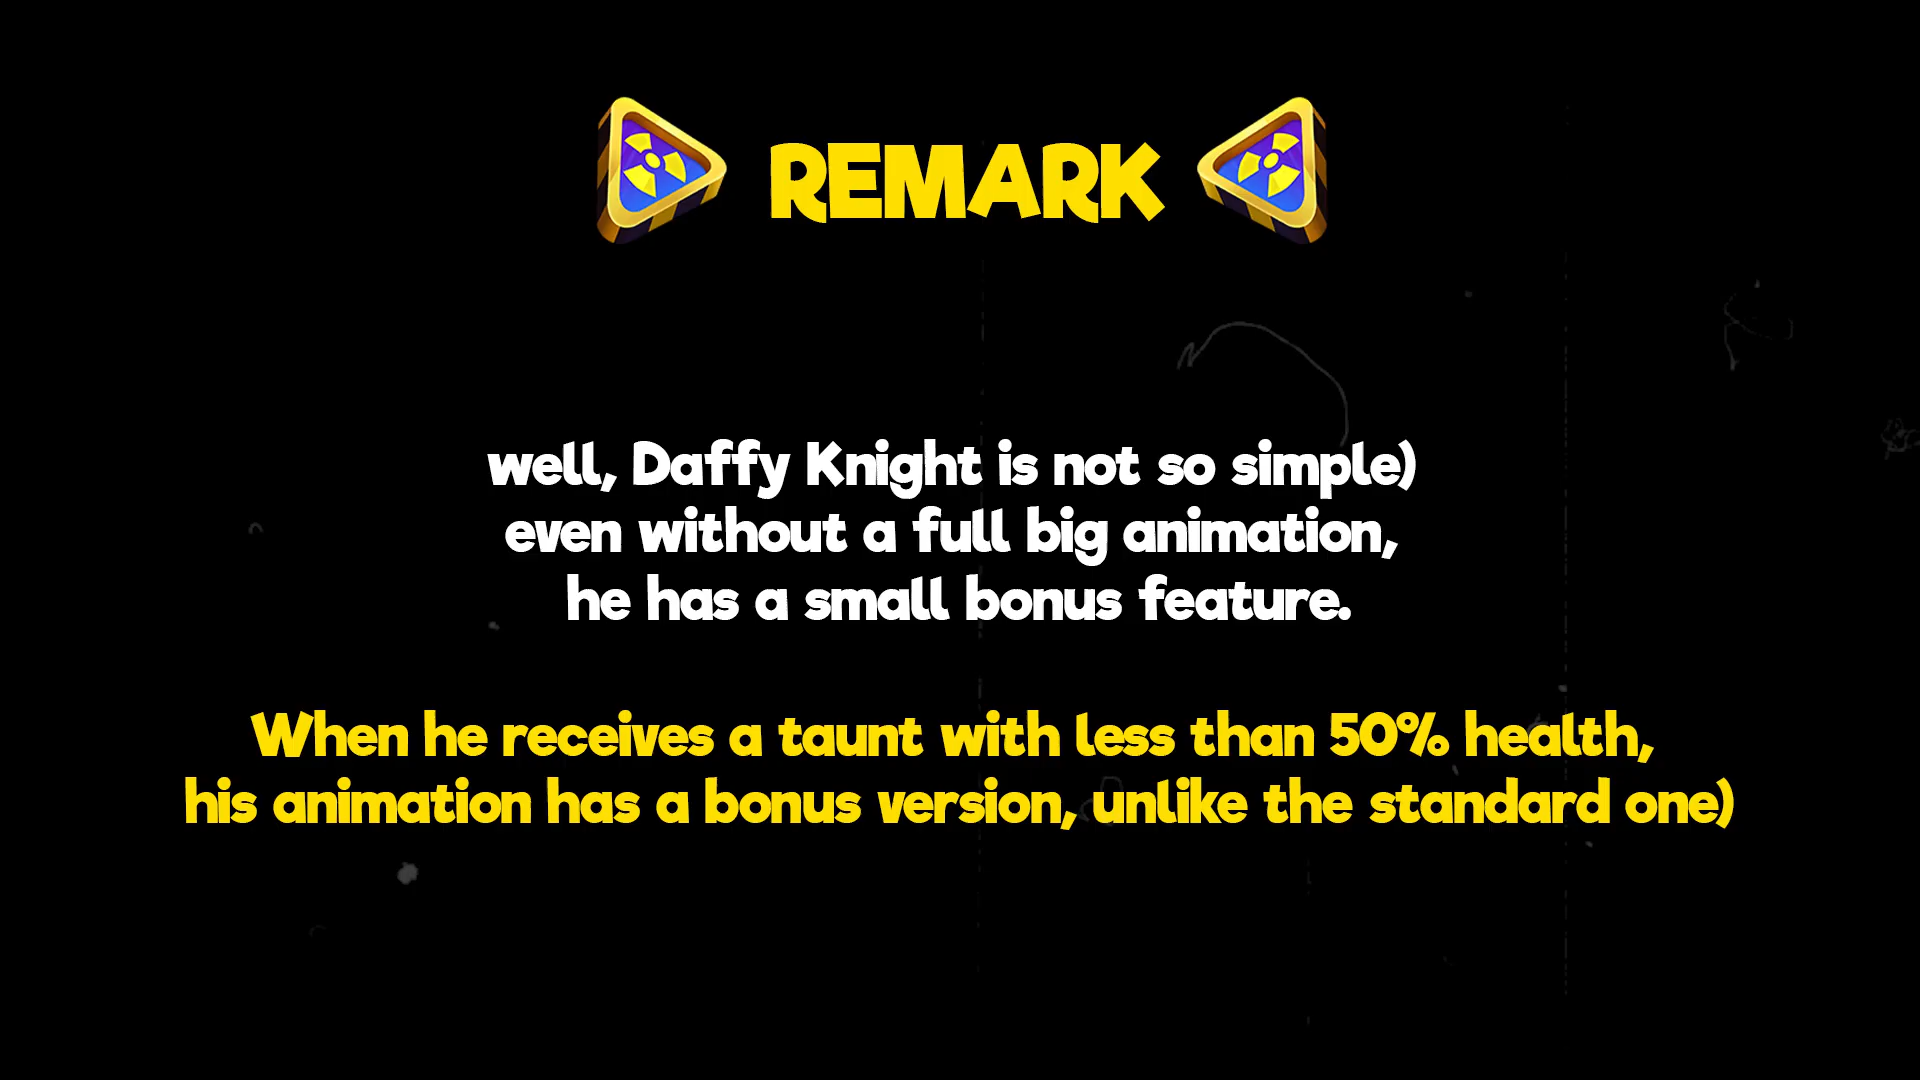 REMARK
well, Daffy Knight is not so simple)
even without a full big animation,
he has a small bonus feature.
When he receives a taunt with less than 50% health,
his animation has a bonus version, unlike the standard one)